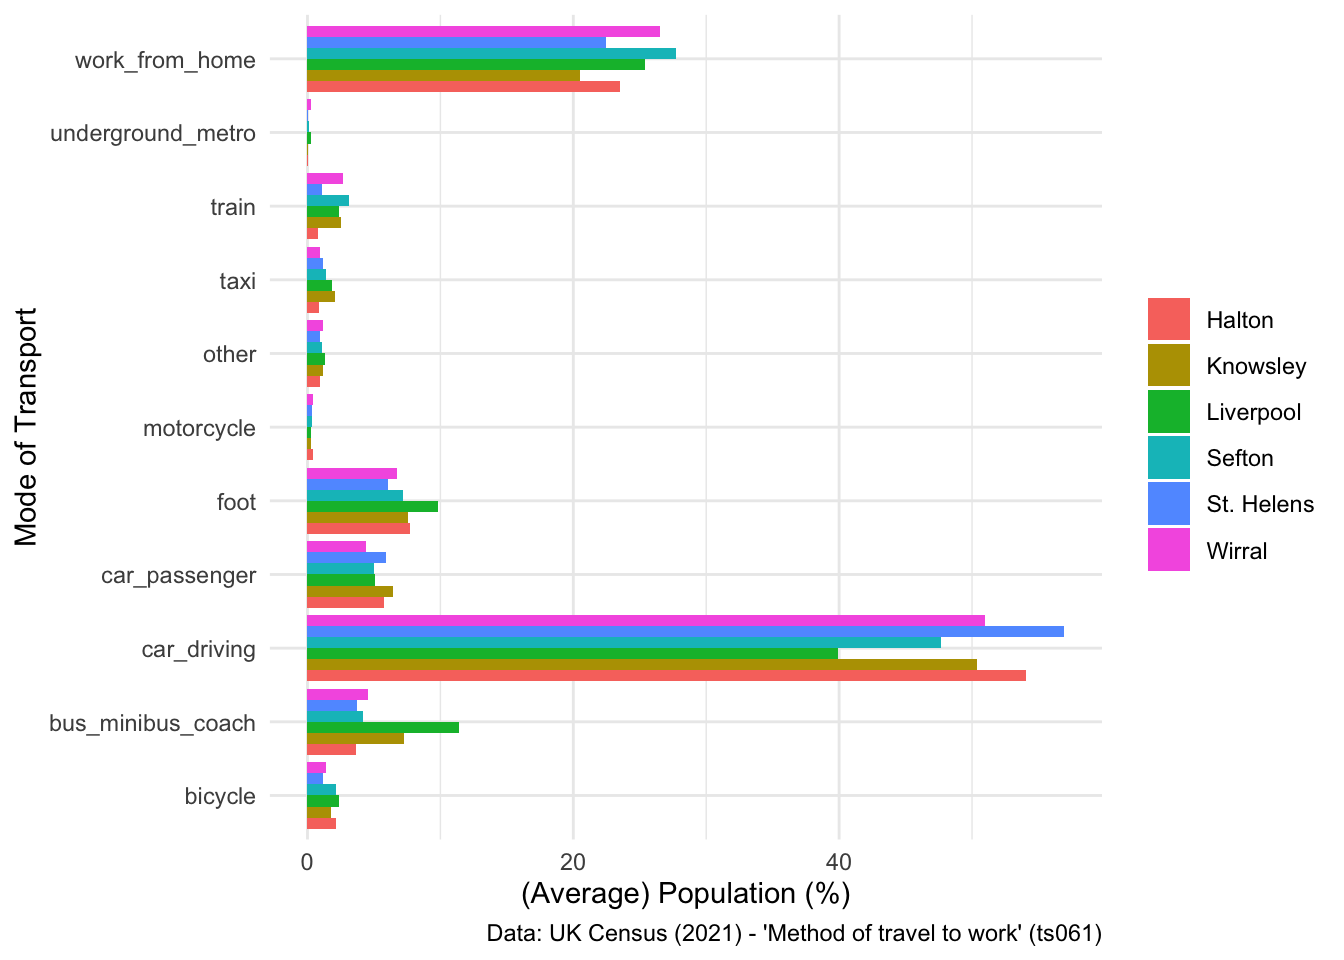 work_from_home
underground_metro
train
taxi
other
motorcycle
foot
car_passenger
car_driving
bus_minibus_coach
bicycle
Mode of Transport
0 20 40
(Average) Population (%)
Data: UK Census (2021) - 'Method of travel to work' (ts061)
Halton
Knowsley
Liverpool
Sefton
St. Helens
Wirral